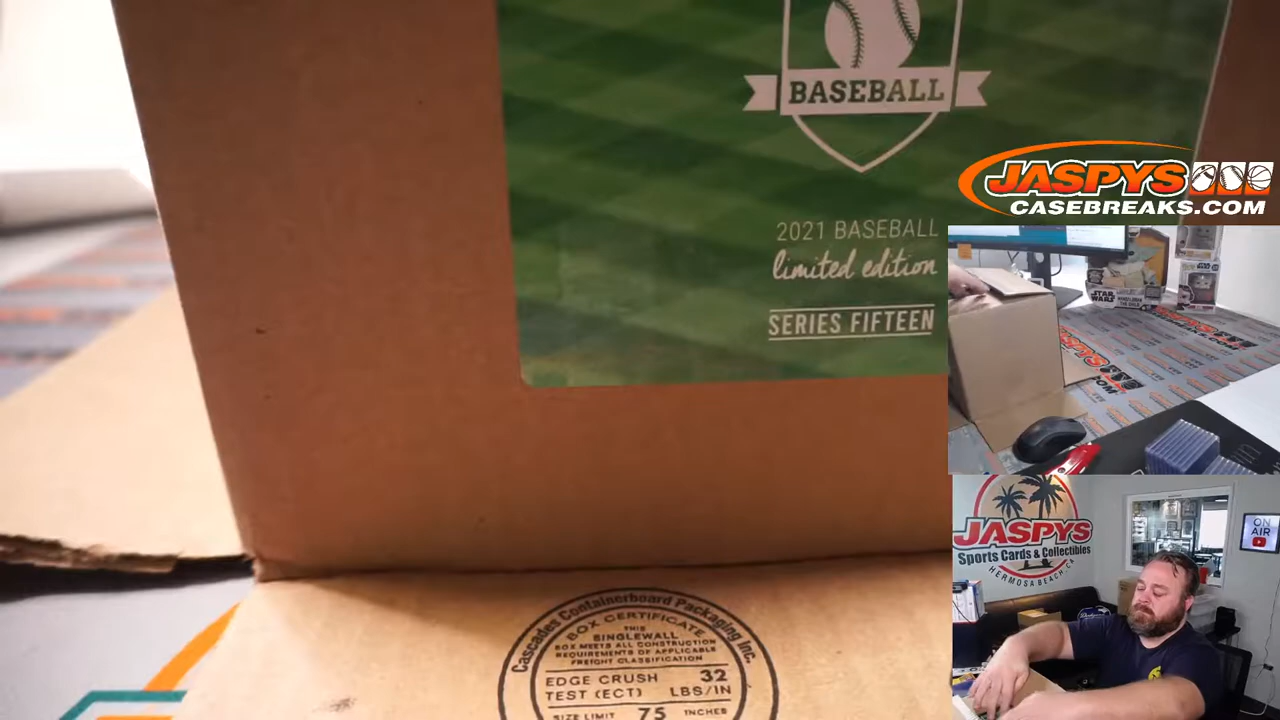 BASEBALL
2021 BASEBALL
limited edition
SERIES FIFTEEN
JASPYS
CASEBREAKS.COM
STAR
WARS
JASPYS
Sports Cards & Collectibles
HERMOSA BEACH, CA
ON
AIR
Cascades Containerboard Packaging Inc.
BOX CERTIFICATE
THIS
SINGLEWALL
BOX MEETS ALL CONSTRUCTION
REQUIREMENTS OF APPLICABLE
FREIGHT CLASSIFICATION
EDGE CRUSH 32
TEST (ECT) LBS/IN
SIZE LIMIT 75 INCHES